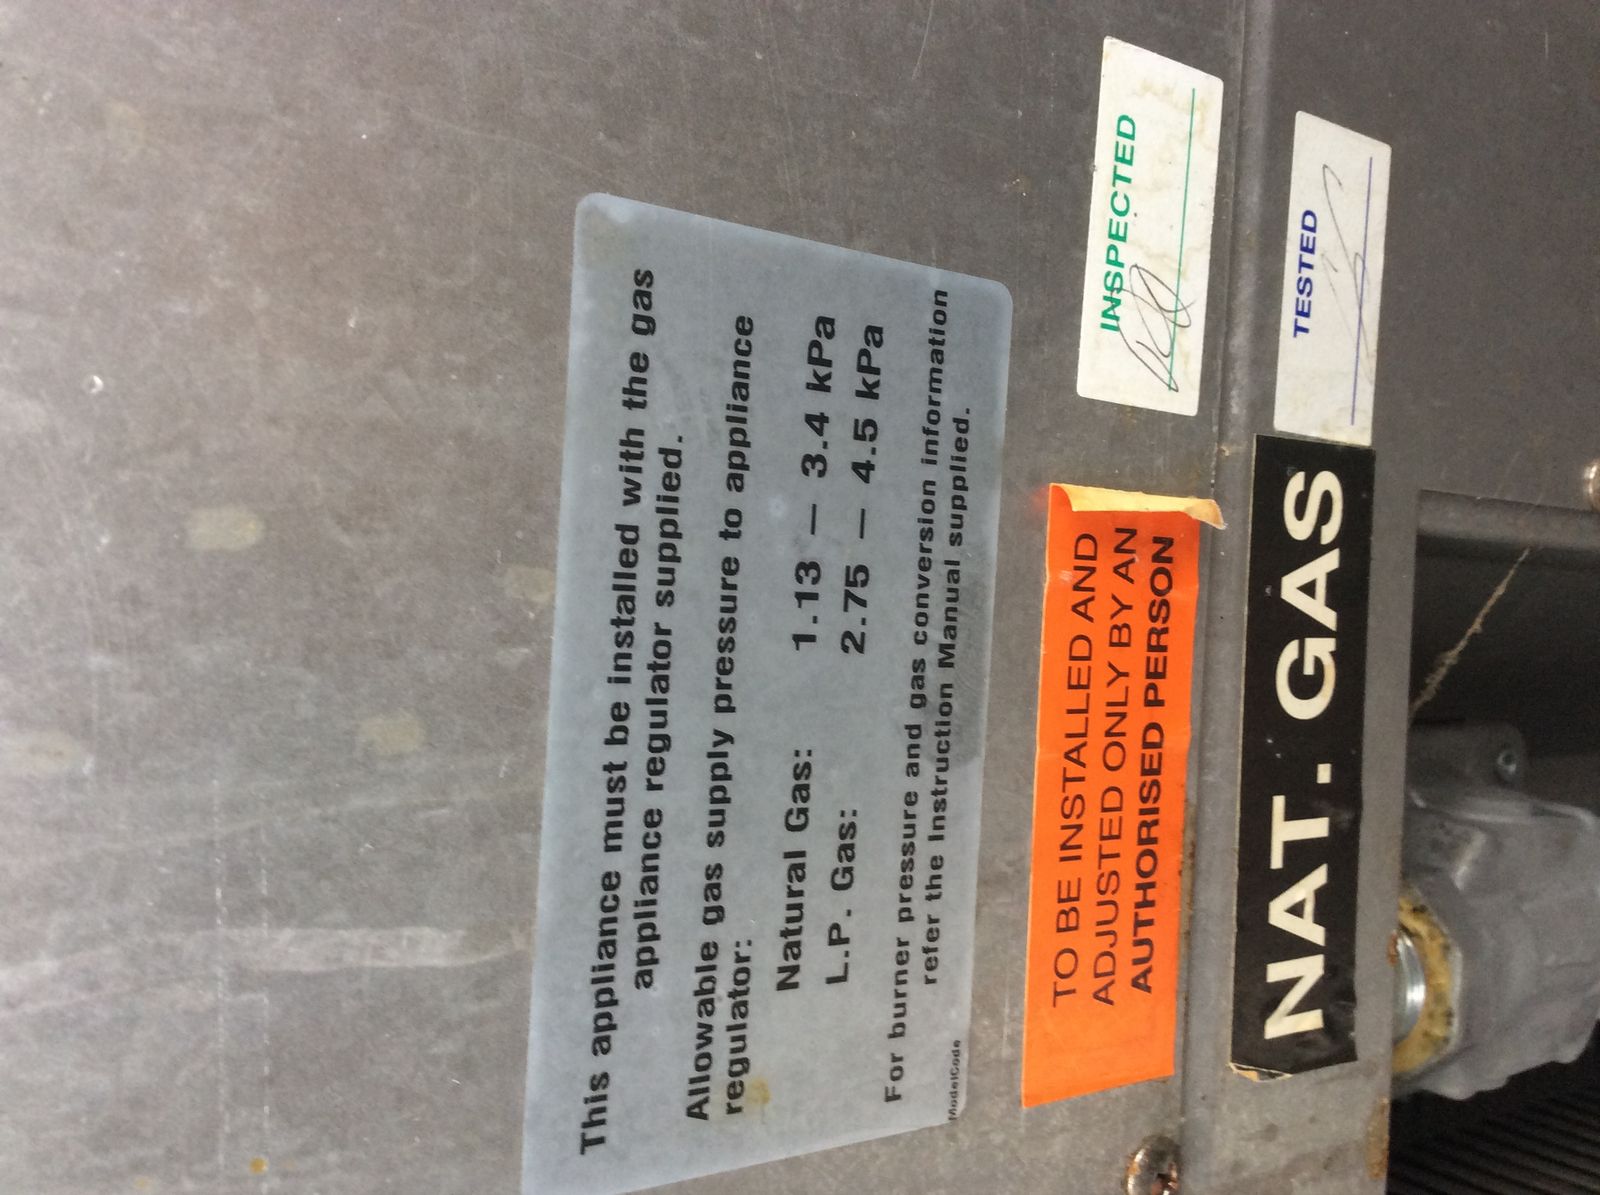 This appliance must be installed with the gas
appliance regulator supplied.
Allowable gas supply pressure to appliance
regulator:
Natural Gas: 1.13 — 3.4 kPa
L.P. Gas: 2.75 — 4.5 kPa
For burner pressure and gas conversion information
refer the Instruction Manual supplied.
ModelCode
TO BE INSTALLED AND
ADJUSTED ONLY BY AN
AUTHORISED PERSON
INSPECTED
NAT. GAS
TESTED